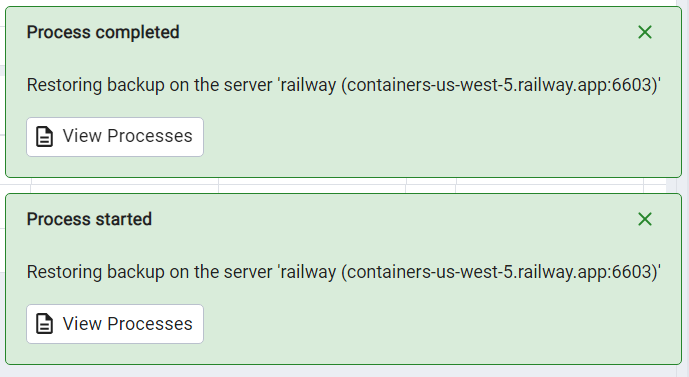 Process completed
Restoring backup on the server 'railway (containers-us-west-5.railway.app:6603)'
View Processes
Process started
Restoring backup on the server 'railway (containers-us-west-5.railway.app:6603)'
View Processes